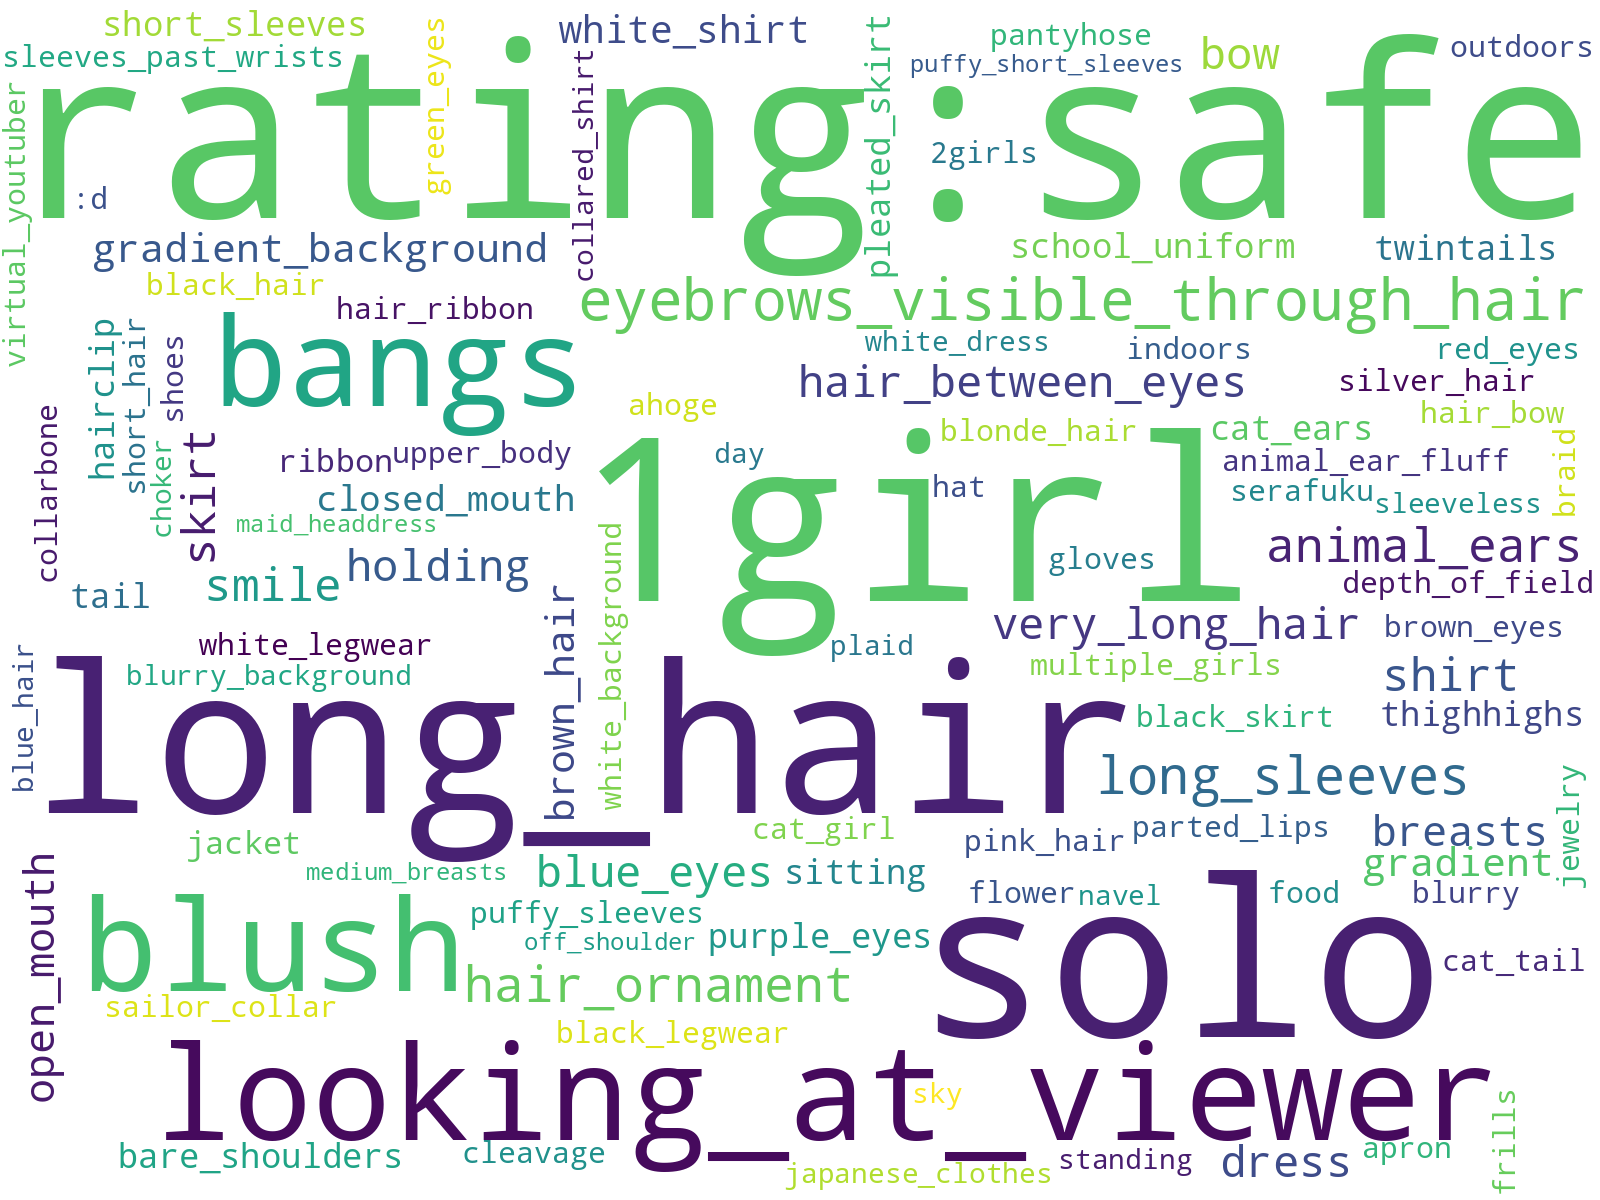 short_sleeves
white_shirt
pantyhose
bow
outdoors
sleeves_past_wrists
puffy_short_sleeves
green_eyes
collared_shirt
pleated_skirt
virtual_youtuber
rating:safe
2girls
:d
gradient_background
school_uniform
twintails
black_hair
hair_ribbon
eyebrows_visible_through_hair
hairclip
short_hair
shoes
bangs
white_dress
indoors
red_eyes
hair_between_eyes
silver_hair
ahoge
blonde_hair
cat_ears
hair_bow
collarbone
choker
skirt
ribbon
upper_body
day
animal_ear_fluff
braid
closed_mouth
1girl
hat
serafuku
sleeveless
maid_headdress
holding
smile
tail
white_background
gloves
animal_ears
depth_of_field
brown_hair
very_long_hair
brown_eyes
white_legwear
plaid
blue_hair
blurry_background
multiple_girls
shirt
long_hair
black_skirt
thighhighs
long_sleeves
jewelry
jacket
cat_girl
pink_hair
parted_lips
breasts
open_mouth
medium_breasts
blue_eyes
sitting
gradient
blush
flower
navel
food
blurry
puffy_sleeves
off_shoulder
purple_eyes
solo
cat_tail
hair_ornament
sailor_collar
black_legwear
looking_at_viewer
sky
frills
bare_shoulders
cleavage
japanese_clothes
standing
dress
apron